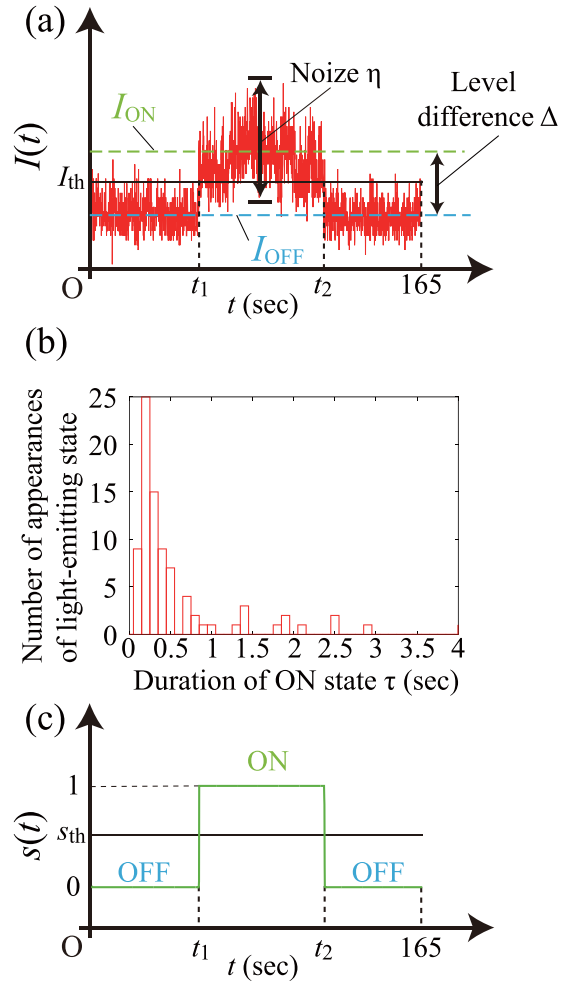 (a)
Noize η
Level
difference Δ
I_ON
I(t)
I_th
I_OFF
O
t_1
t_2
165
t (sec)
(b)
Number of appearances
of light-emitting state
25
20
15
10
5
0
0 0.5 1 1.5 2 2.5 3 3.5 4
Duration of ON state τ (sec)
(c)
ON
1
s(t)
s_th
OFF
OFF
0
O
t_1
t_2
165
t (sec)